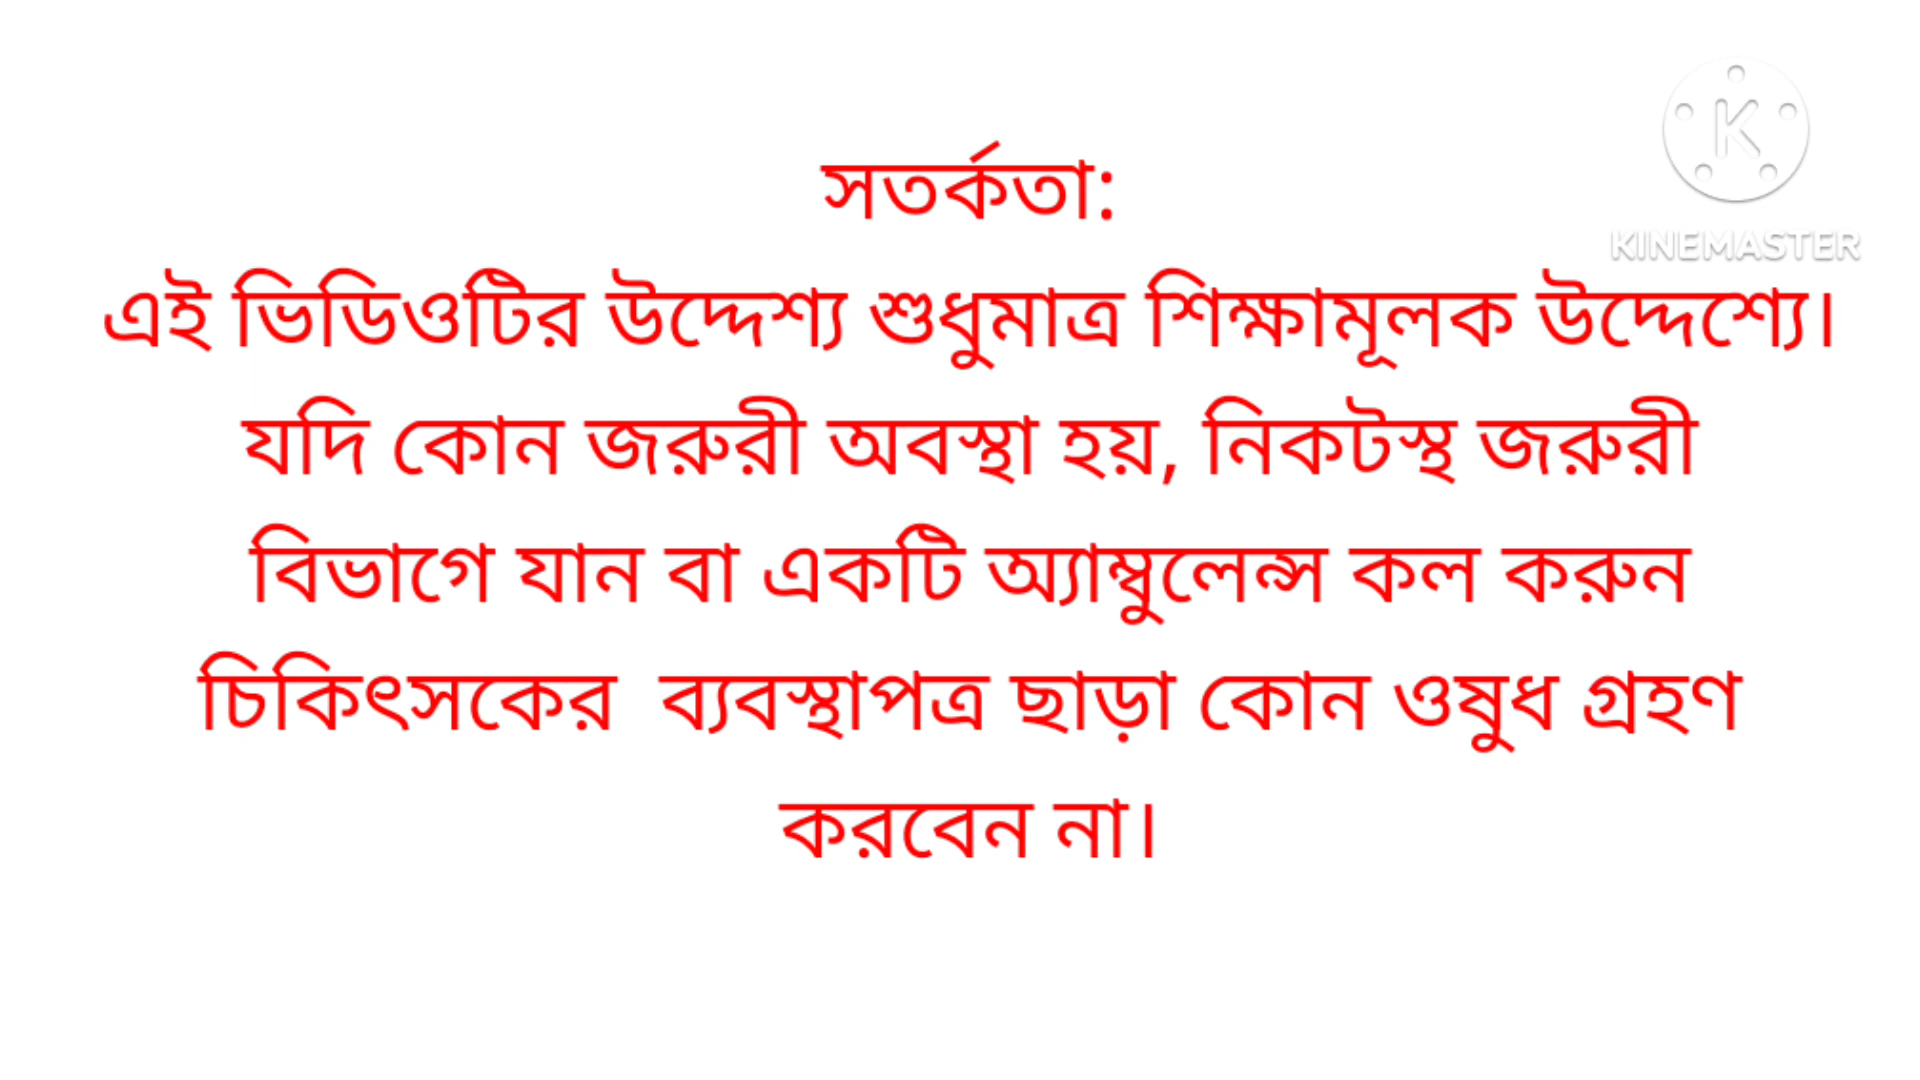 সতর্কতা:
এই ভিডিওটির উদ্দেশ্য শুধুমাত্র শিক্ষামূলক উদ্দেশ্যে।
যদি কোন জরুরী অবস্থা হয়, নিকটস্থ জরুরী
বিভাগে যান বা একটি অ্যাম্বুলেন্স কল করুন
চিকিৎসকের  ব্যবস্থাপত্র ছাড়া কোন ওষুধ গ্রহণ
করবেন না।
K
KINEMASTER